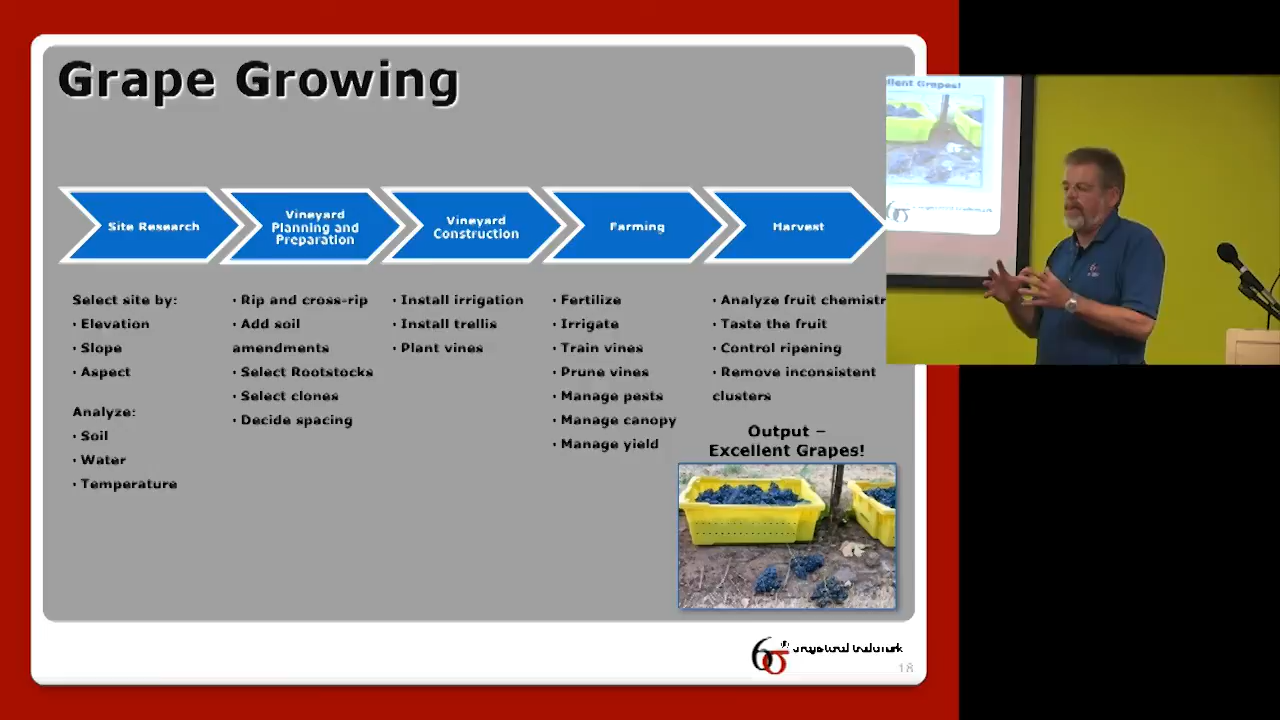 Grape Growing
Site Research
Vineyard
Planning and
Preparation
Vineyard
Construction
Farming
Harvest
Select site by:
· Elevation
· Slope
· Aspect
Analyze:
· Soil
· Water
· Temperature
· Rip and cross-rip
· Add soil
amendments
· Select Rootstocks
· Select clones
· Decide spacing
· Install irrigation
· Install trellis
· Plant vines
· Fertilize
· Irrigate
· Train vines
· Prune vines
· Manage pests
· Manage canopy
· Manage yield
· Analyze fruit chemistr
· Taste the fruit
· Control ripening
· Remove inconsistent
clusters
Output –
Excellent Grapes!
6σ
18
llent Grapes!